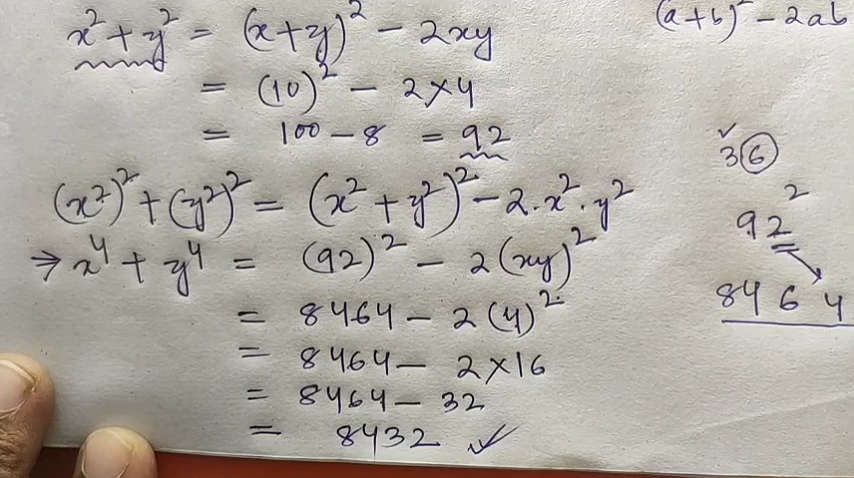 x² + y² = (x+y)² - 2xy
= (10)² - 2×4
= 100 - 8 = 92
(x²)² + (y²)² = (x² + y²)² - 2.x².y²
⇒ x⁴ + y⁴ = (92)² - 2(xy)²
= 8464 - 2(4)²
= 8464 - 2×16
= 8464 - 32
= 8432 ✓
(a+b)² - 2ab
✓
36
92²
8464